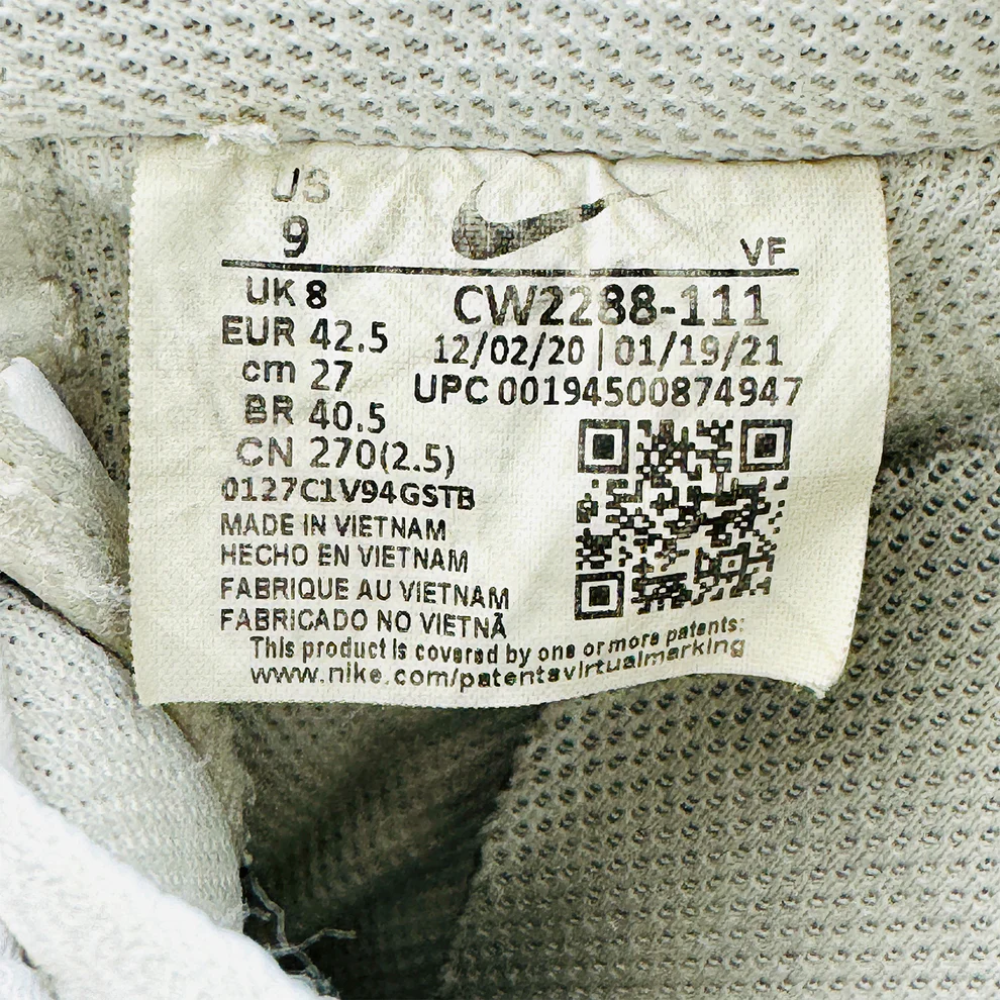 US
9
VF
UK 8
EUR 42.5
cm 27
BR 40.5
CN 270(2.5)
CW2288-111
12/02/20 | 01/19/21
UPC 00194500874947
0127C1V94GSTB
MADE IN VIETNAM
HECHO EN VIETNAM
FABRIQUE AU VIETNAM
FABRICADO NO VIETNÃ
This product is covered by one or more patents:
www.nike.com/patentsvirtualmarking